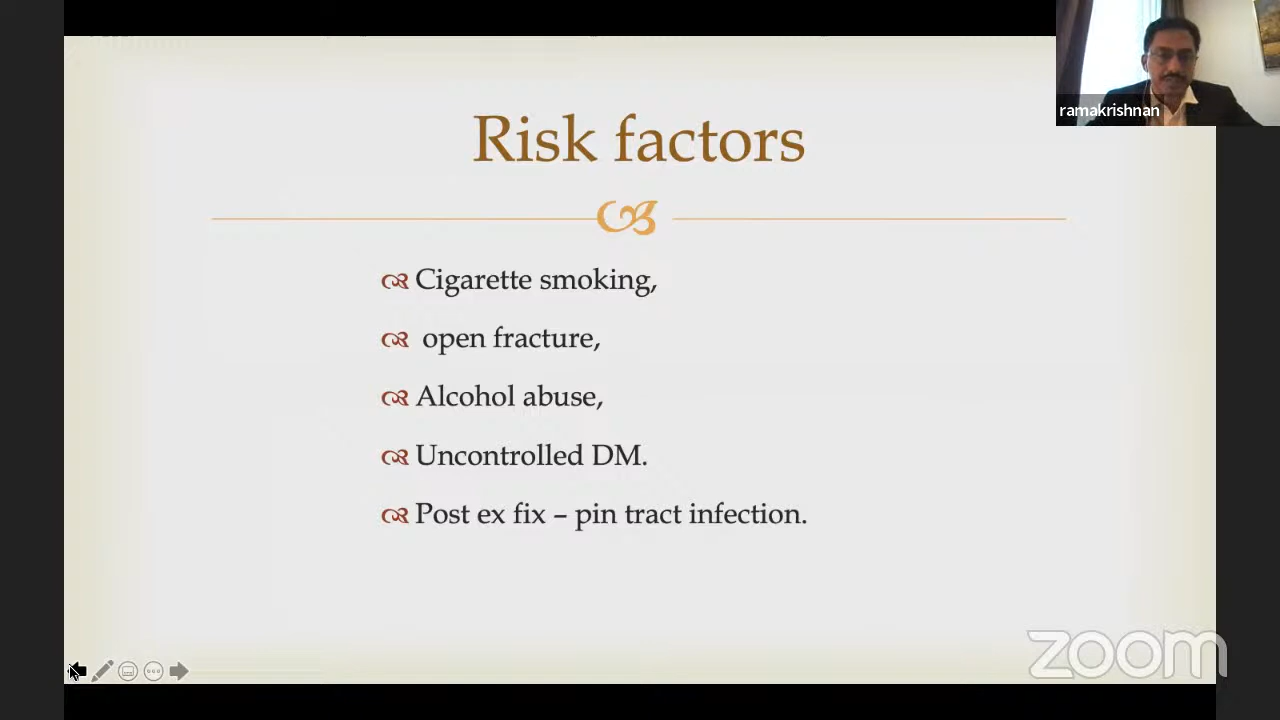 ramakrishnan
Risk factors
Cigarette smoking,
open fracture,
Alcohol abuse,
Uncontrolled DM.
Post ex fix – pin tract infection.
zoom